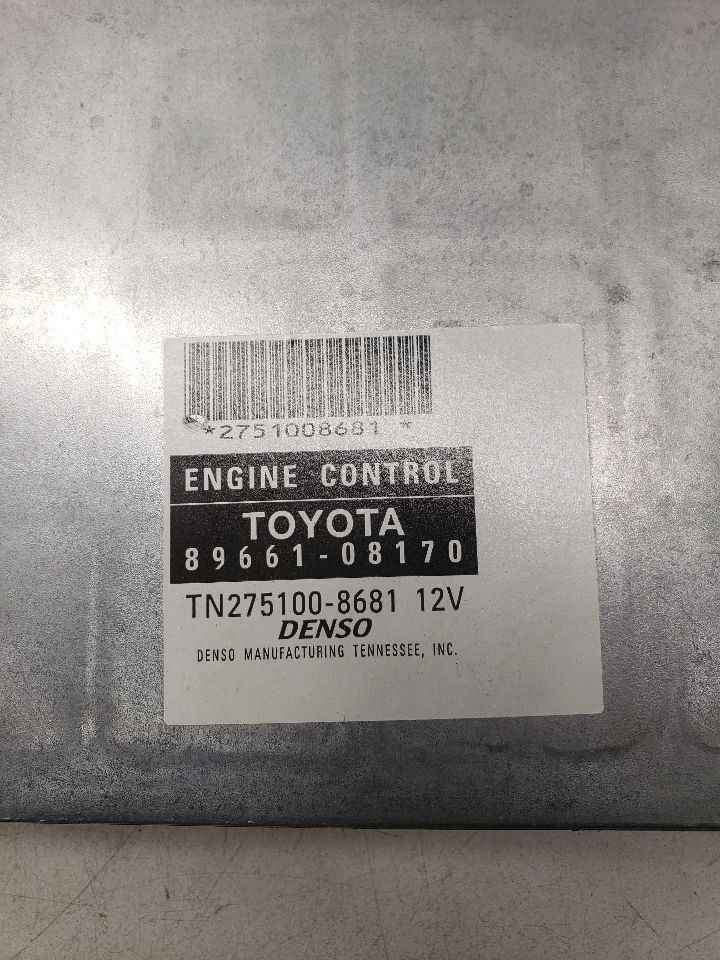 *2751008681 *
ENGINE CONTROL
TOYOTA
89661-08170
TN275100-8681 12V
DENSO
DENSO MANUFACTURING TENNESSEE, INC.